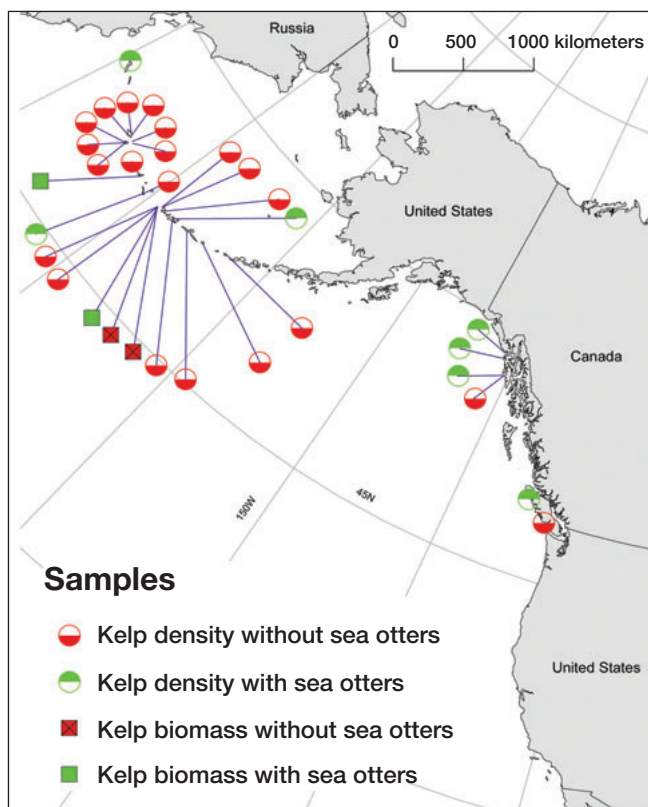 Russia
0 500 1000 kilometers
United States
Canada
150W
45N
United States
Samples
Kelp density without sea otters
Kelp density with sea otters
Kelp biomass without sea otters
Kelp biomass with sea otters